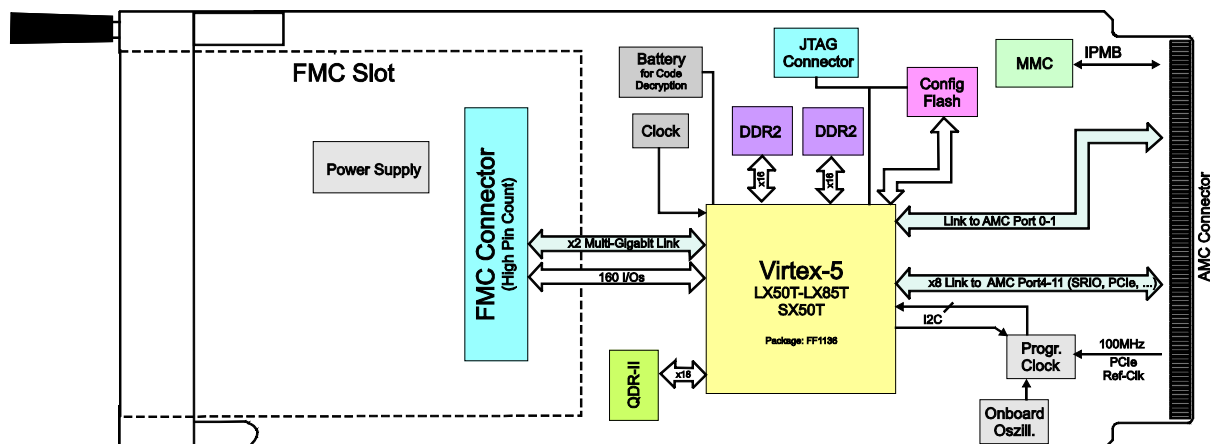 FMC Slot
Power Supply
FMC Connector
(High Pin Count)
Battery
for Code
Decryption
Clock
JTAG
Connector
DDR2
DDR2
Config
Flash
MMC
IPMB
x16
x16
x2 Multi-Gigabit Link
160 I/Os
Virtex-5
LX50T-LX85T
SX50T
Package: FF1136
Link to AMC Port 0-1
x8 Link to AMC Port4-11 (SRIO, PCIe, ...)
I2C
Progr.
Clock
100MHz
PCIe
Ref-Clk
Onboard
Oszill.
QDR-II
x18
AMC Connector